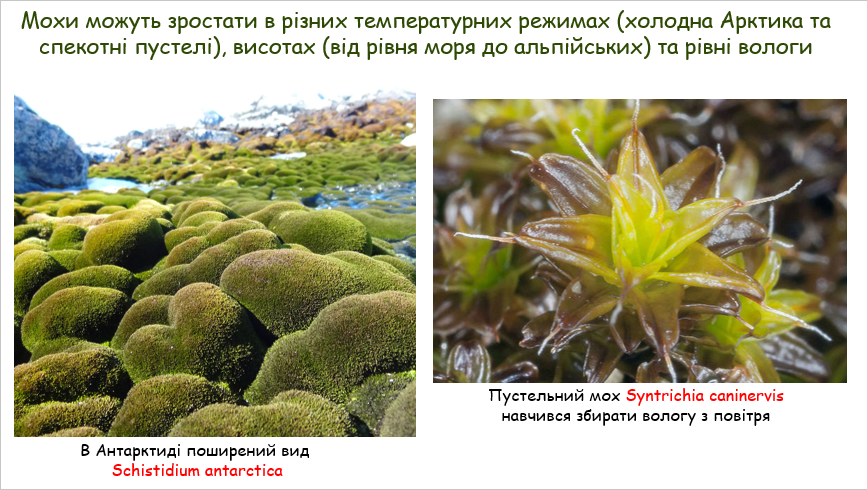 Мохи можуть зростати в різних температурних режимах (холодна Арктика та
спекотні пустелі), висотах (від рівня моря до альпійських) та рівні вологи
Пустельний мох Syntrichia caninervis
навчився збирати вологу з повітря
В Антарктиді поширений вид
Schistidium antarctica